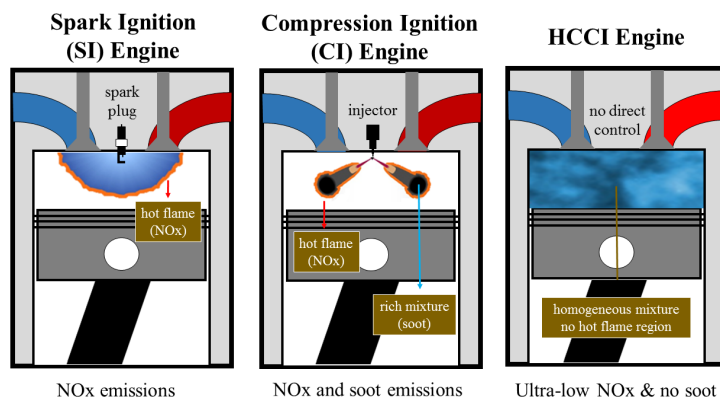 Spark Ignition
(SI) Engine
spark
plug
hot flame
(NOx)
NOx emissions
Compression Ignition
(CI) Engine
injector
hot flame
(NOx)
rich mixture
(soot)
NOx and soot emissions
HCCI Engine
no direct
control
homogeneous mixture
no hot flame region
Ultra-low NOx & no soot